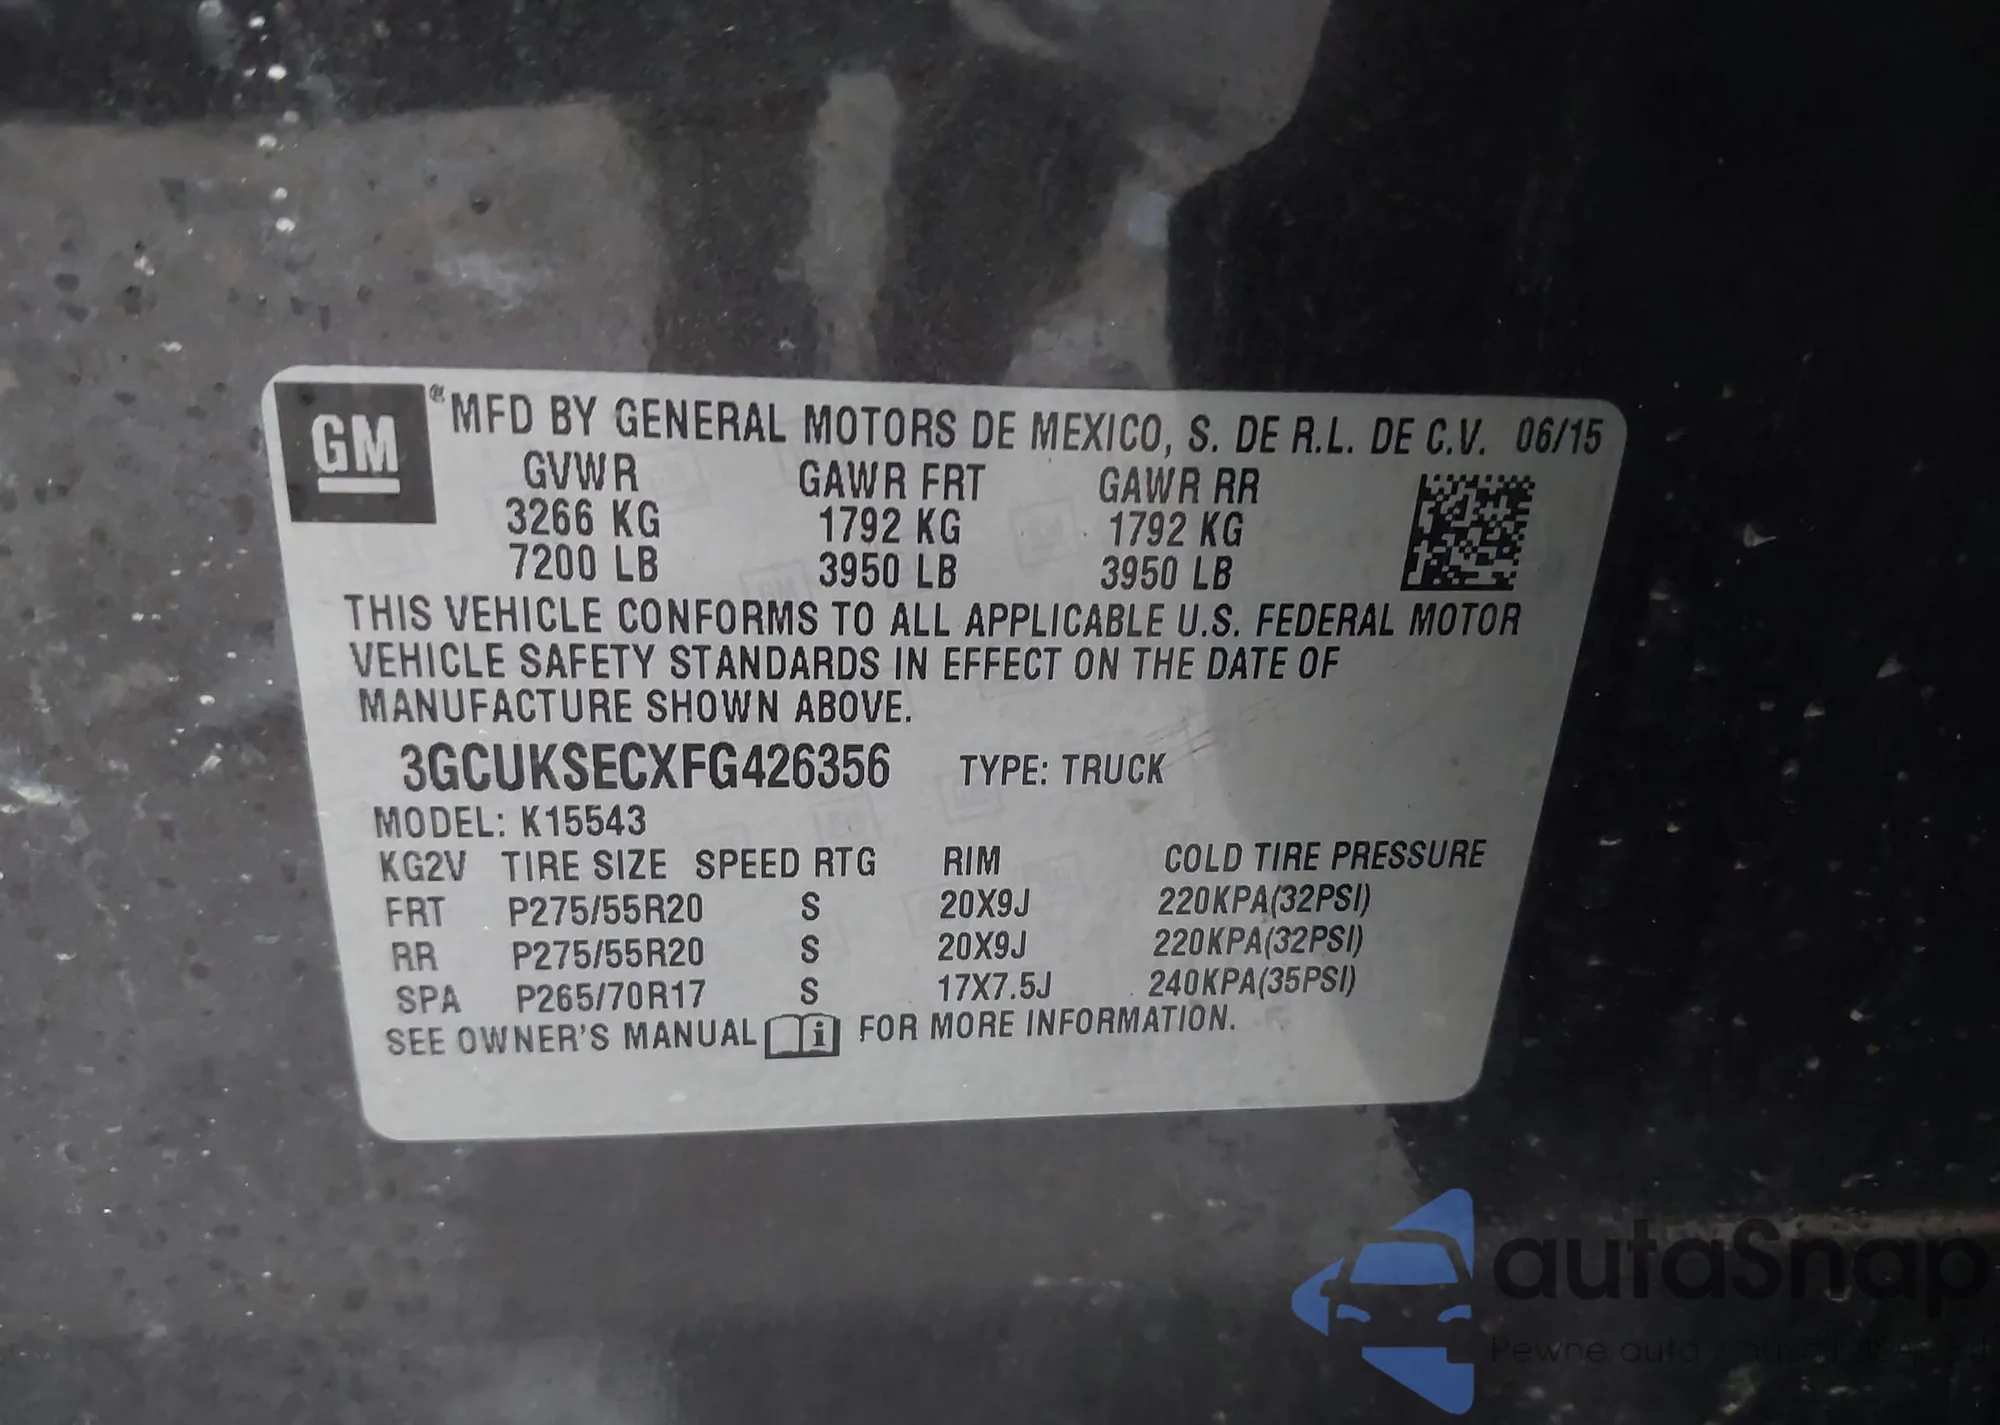 GM
® MFD BY GENERAL MOTORS DE MEXICO, S. DE R.L. DE C.V. 06/15
GVWR GAWR FRT GAWR RR
3266 KG 1792 KG 1792 KG
7200 LB 3950 LB 3950 LB
THIS VEHICLE CONFORMS TO ALL APPLICABLE U.S. FEDERAL MOTOR
VEHICLE SAFETY STANDARDS IN EFFECT ON THE DATE OF
MANUFACTURE SHOWN ABOVE.
3GCUKSECXFG426356 TYPE: TRUCK
MODEL: K15543
KG2V TIRE SIZE SPEED RTG RIM COLD TIRE PRESSURE
FRT P275/55R20 S 20X9J 220KPA(32PSI)
RR P275/55R20 S 20X9J 220KPA(32PSI)
SPA P265/70R17 S 17X7.5J 240KPA(35PSI)
SEE OWNER'S MANUAL i FOR MORE INFORMATION.
autaSnap
Pewne auta